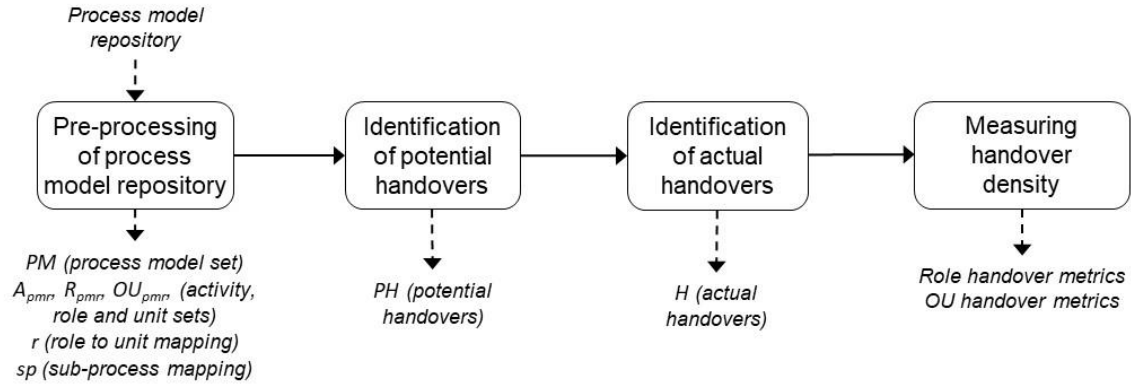 Process model
repository
Pre-processing
of process
model repository
Identification
of potential
handovers
Identification
of actual
handovers
Measuring
handover
density
PM (process model set)
Apmr, Rpmr, OUpmr, (activity,
role and unit sets)
r (role to unit mapping)
sp (sub-process mapping)
PH (potential
handovers)
H (actual
handovers)
Role handover metrics
OU handover metrics